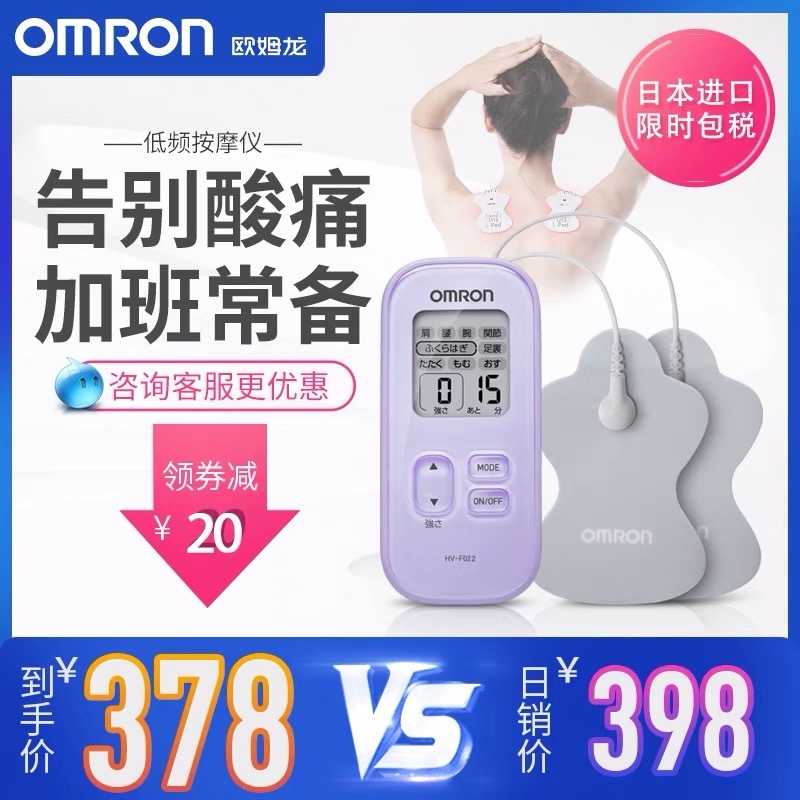 OMRON 欧姆龙
日本进口
限时包税
低频按摩仪
告别酸痛
加班常备
咨询客服更优惠
领券减
¥ 20
OMRON
肩 腰 腕 関節
ふくらはぎ 足裏
たたく もむ おす
0 15
強さ あと 分
MODE
ON/OFF
強さ
HV-F022
OMRON
到手价
¥378
VS
日销价
¥398